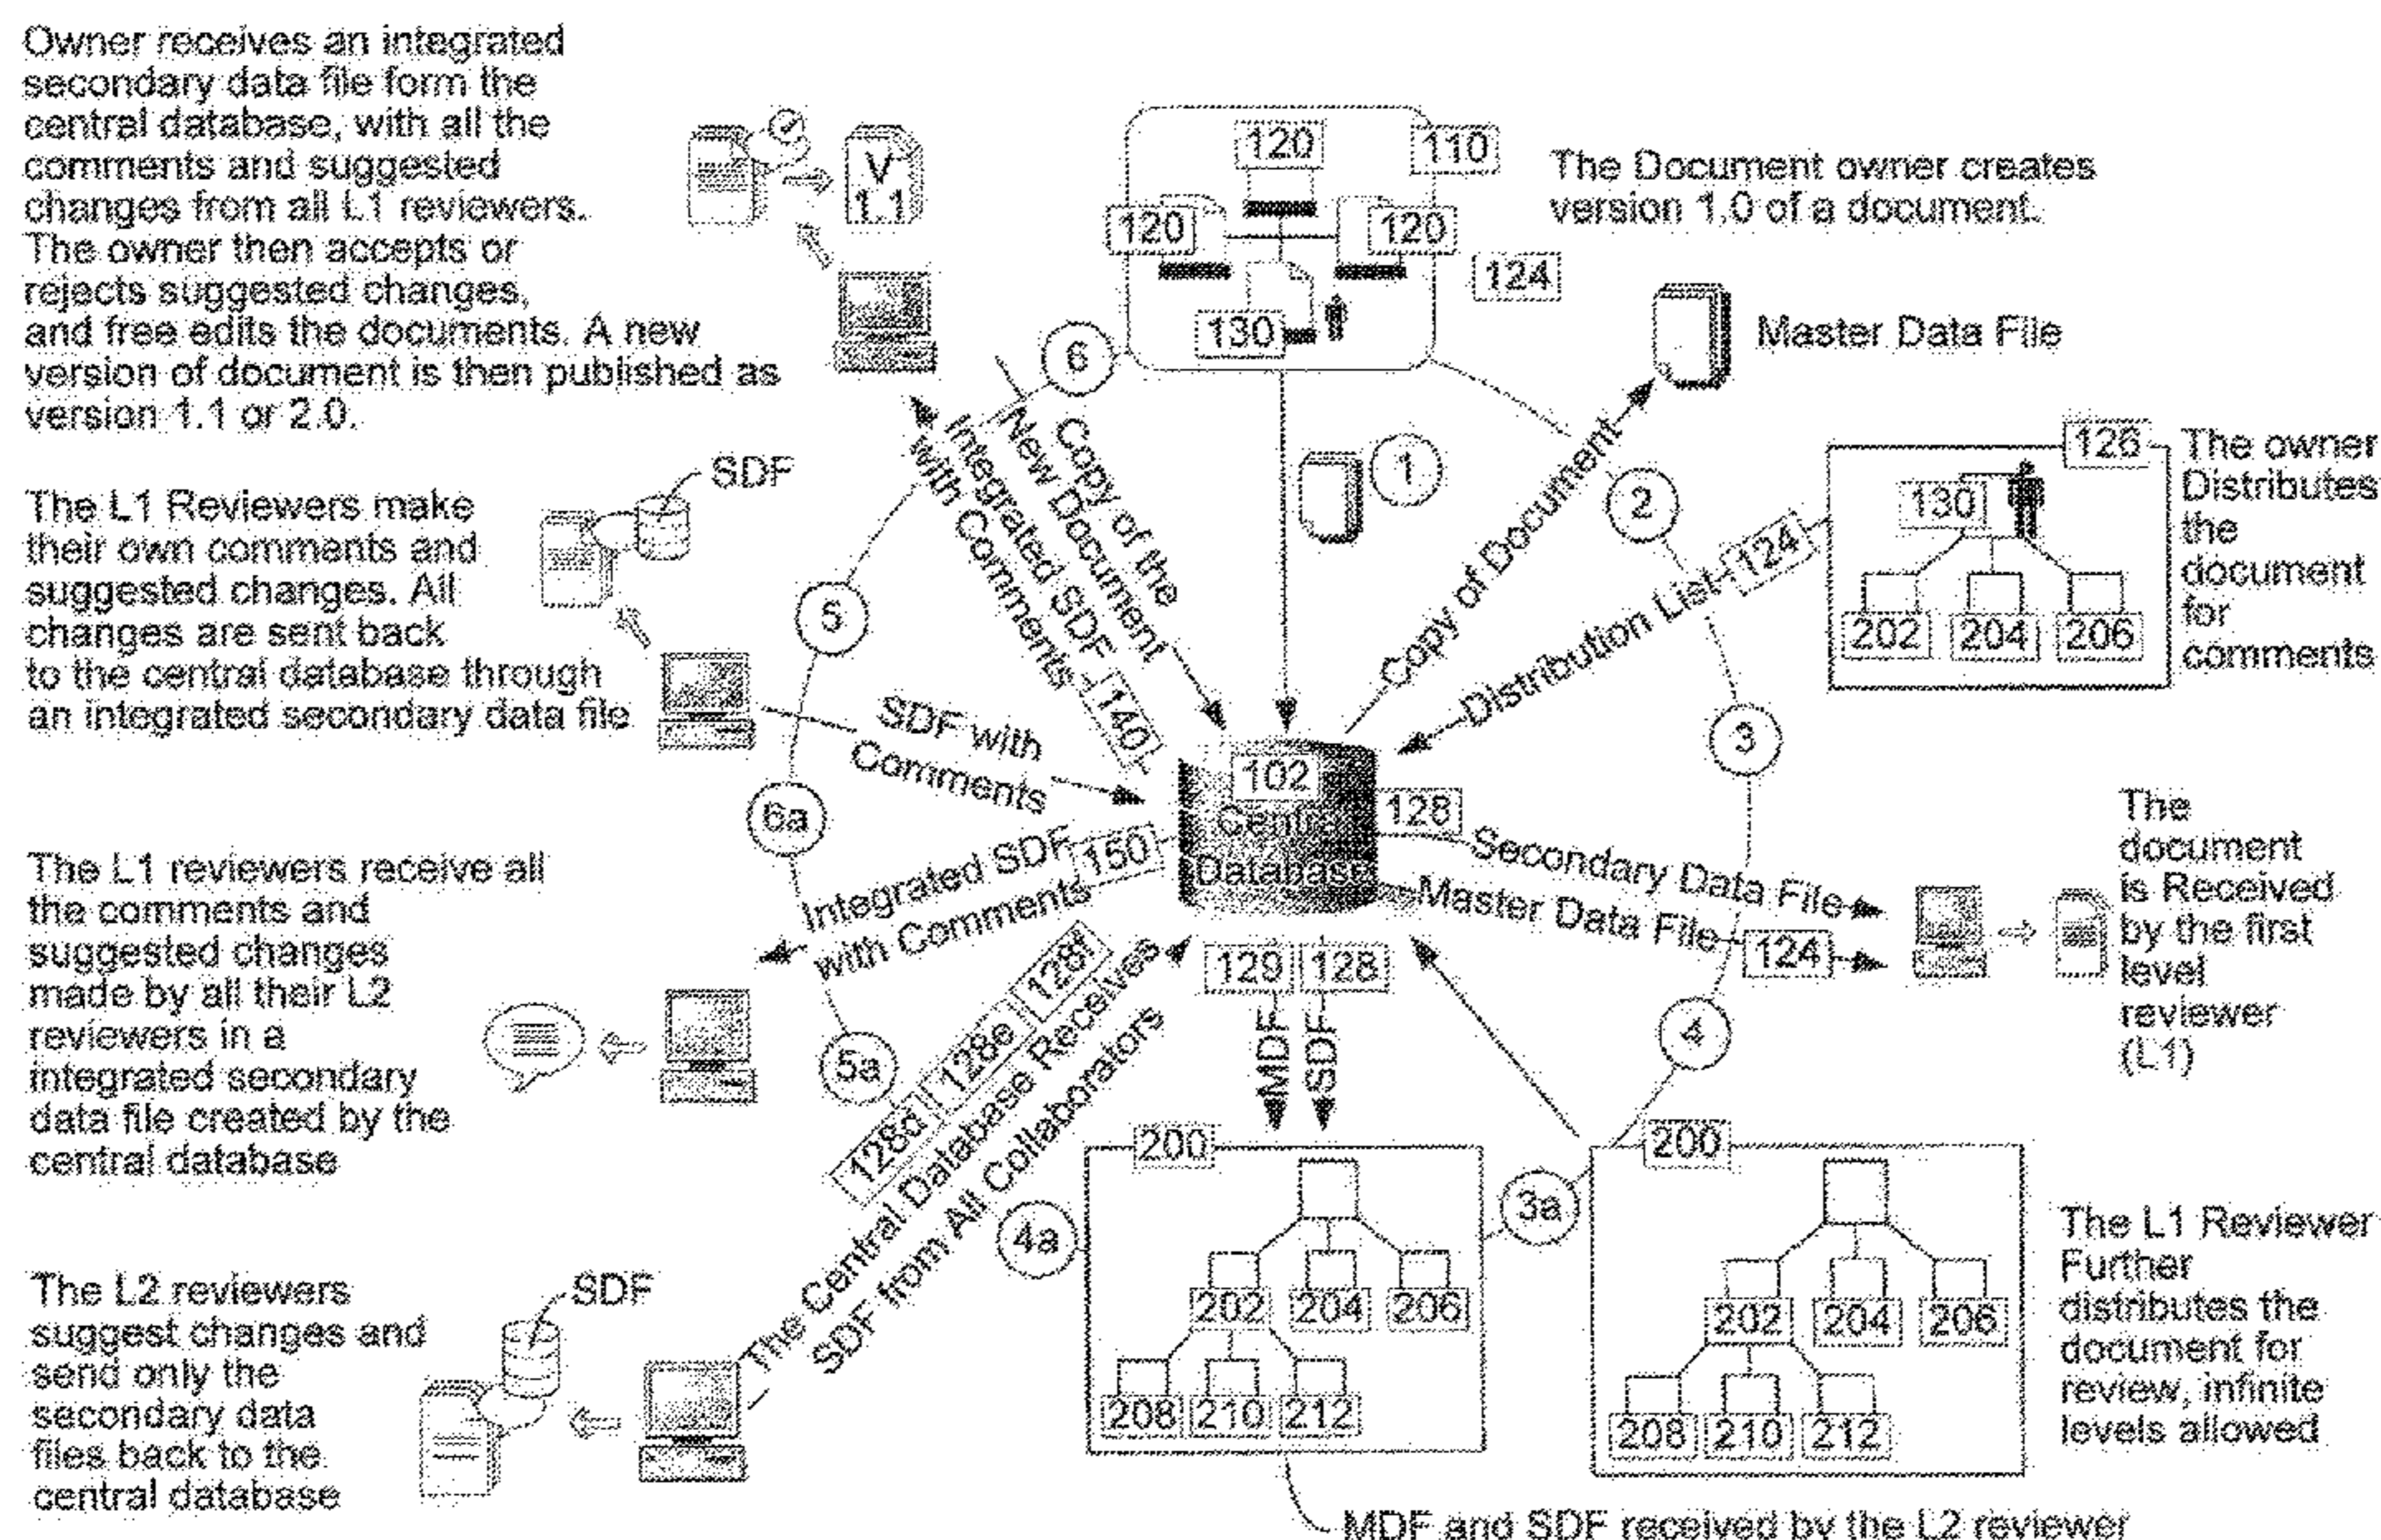 Owner receives an integrated
secondary data file form the
central database, with all the
comments and suggested
changes from all L1 reviewers.
The owner then accepts or
rejects suggested changes,
and free edits the documents. A new
version of document is then published as
version 1.1 or 2.0.
V
1.1
120
110
120
120
130
The Document owner creates
version 1.0 of a document.
124
Master Data File
6
1
2
Copy of the
New Document
Integrated SDF
with Comments
140
Copy of Document
Distribution List
124
126
130
202
204
206
The owner
Distributes
the
document
for
comments
SDF
The L1 Reviewers make
their own comments and
suggested changes. All
changes are sent back
to the central database through
an integrated secondary data file
5
SDF with
Comments
3
102
Central
Database
128
Secondary Data File
Master Data File
124
The
document
is Received
by the first
level
reviewer
(L1)
6a
Integrated SDF
with Comments
150
The L1 reviewers receive all
the comments and
suggested changes
made by all their L2
reviewers in a
integrated secondary
data file created by the
central database
5a
128d
128e
128f
The Central Database Receives
SDF from All Collaborators
129
128
MDF
SDF
4
4a
3a
200
202
204
206
208
210
212
200
202
204
206
208
210
212
The L1 Reviewer
Further
distributes the
document for
review, infinite
levels allowed
The L2 reviewers
suggest changes and
send only the
secondary data
files back to the
central database
SDF
MDF and SDF received by the L2 reviewer